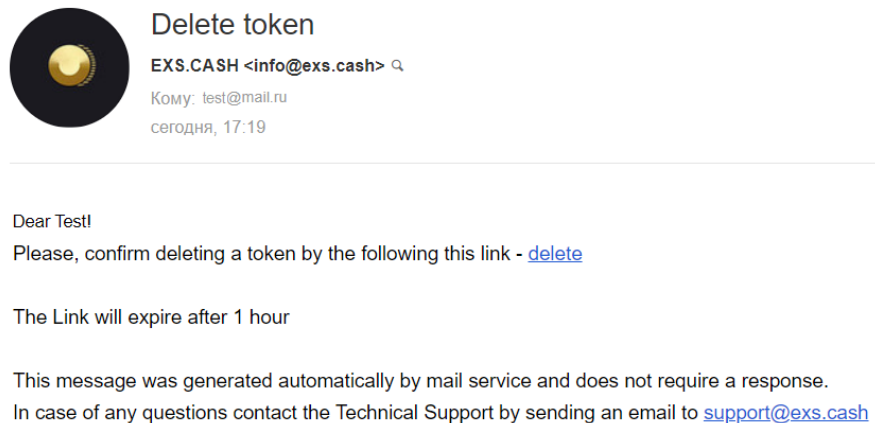 Delete token
EXS.CASH <info@exs.cash>
Кому: test@mail.ru
сегодня, 17:19
Dear Test!
Please, confirm deleting a token by the following this link - delete
The Link will expire after 1 hour
This message was generated automatically by mail service and does not require a response.
In case of any questions contact the Technical Support by sending an email to support@exs.cash